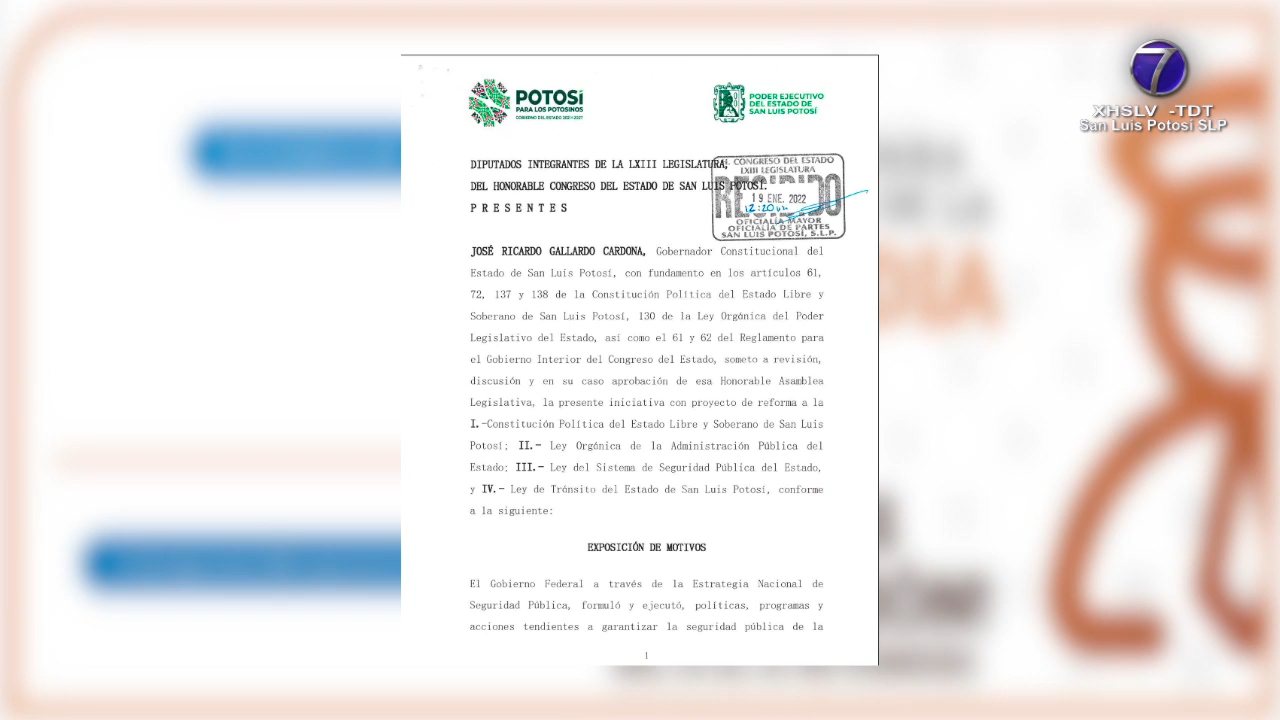 7
XHSLV -TDT
San Luis Potosí SLP
POTOSÍ
PARA LOS POTOSINOS
GOBIERNO DEL ESTADO 2021-2027
PODER EJECUTIVO
DEL ESTADO DE
SAN LUIS POTOSÍ
DIPUTADOS INTEGRANTES DE LA LXIII LEGISLATURA,
DEL HONORABLE CONGRESO DEL ESTADO DE SAN LUIS POTOSÍ.
P R E S E N T E S
H. CONGRESO DEL ESTADO
LXIII LEGISLATURA
RECIBIDO
19 ENE. 2022
12:20
OFICIALÍA MAYOR
OFICIALÍA DE PARTES
SAN LUIS POTOSÍ, S.L.P.
JOSÉ RICARDO GALLARDO CARDONA, Gobernador Constitucional del
Estado de San Luis Potosí, con fundamento en los artículos 61,
72, 137 y 138 de la Constitución Política del Estado Libre y
Soberano de San Luis Potosí, 130 de la Ley Orgánica del Poder
Legislativo del Estado, así como el 61 y 62 del Reglamento para
el Gobierno Interior del Congreso del Estado, someto a revisión,
discusión y en su caso aprobación de esa Honorable Asamblea
Legislativa, la presente iniciativa con proyecto de reforma a la
I.-Constitución Política del Estado Libre y Soberano de San Luis
Potosí; II.- Ley Orgónica de la Administración Pública del
Estado; III.- Ley del Sistema de Seguridad Pública del Estado,
y IV.- Ley de Trónsito del Estado de San Luis Potosí, conforme
a la siguiente:
EXPOSICIÓN DE MOTIVOS
El Gobierno Federal a través de la Estrategia Nacional de
Seguridad Pública, formuló y ejecutó, políticas, programas y
acciones tendientes a garantizar la seguridad pública de la
1